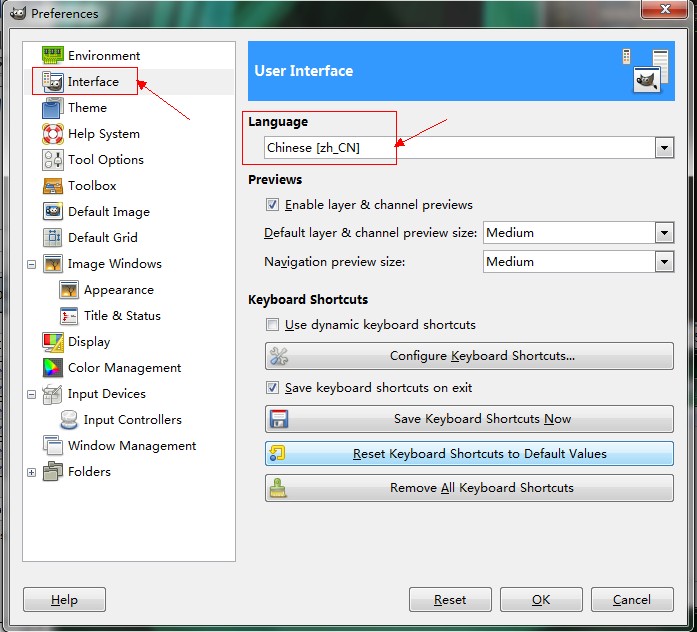 Preferences
Environment
Interface
Theme
Help System
Tool Options
Toolbox
Default Image
Default Grid
Image Windows
Appearance
Title & Status
Display
Color Management
Input Devices
Input Controllers
Window Management
Folders
User Interface
Language
Chinese [zh_CN]
Previews
Enable layer & channel previews
Default layer & channel preview size: Medium
Navigation preview size: Medium
Keyboard Shortcuts
Use dynamic keyboard shortcuts
Configure Keyboard Shortcuts...
Save keyboard shortcuts on exit
Save Keyboard Shortcuts Now
Reset Keyboard Shortcuts to Default Values
Remove All Keyboard Shortcuts
Help Reset OK Cancel